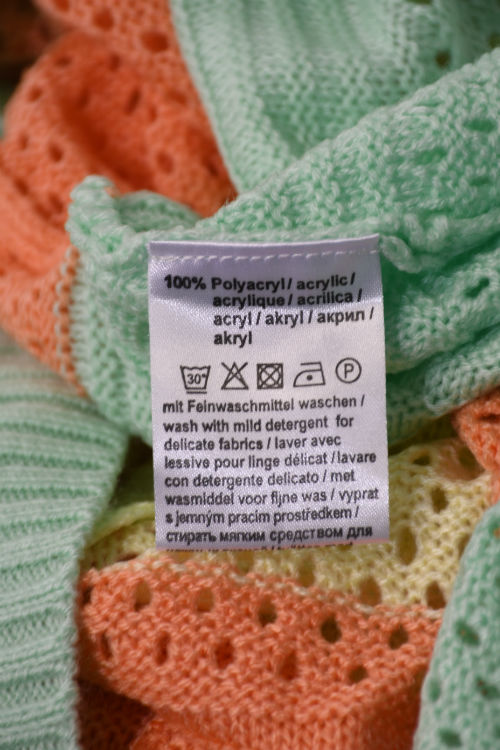 100% Polyacryl / acrylic /
acrylique / acrilica /
acryl / akryl / акрил /
akryl
30° P
mit Feinwaschmittel waschen /
wash with mild detergent for
delicate fabrics / laver avec
lessive pour linge délicat / lavare
con detergente delicato / met
wasmiddel voor fijne was / vyprat
s jemným pracím prostředkem /
стирать мягким средством для